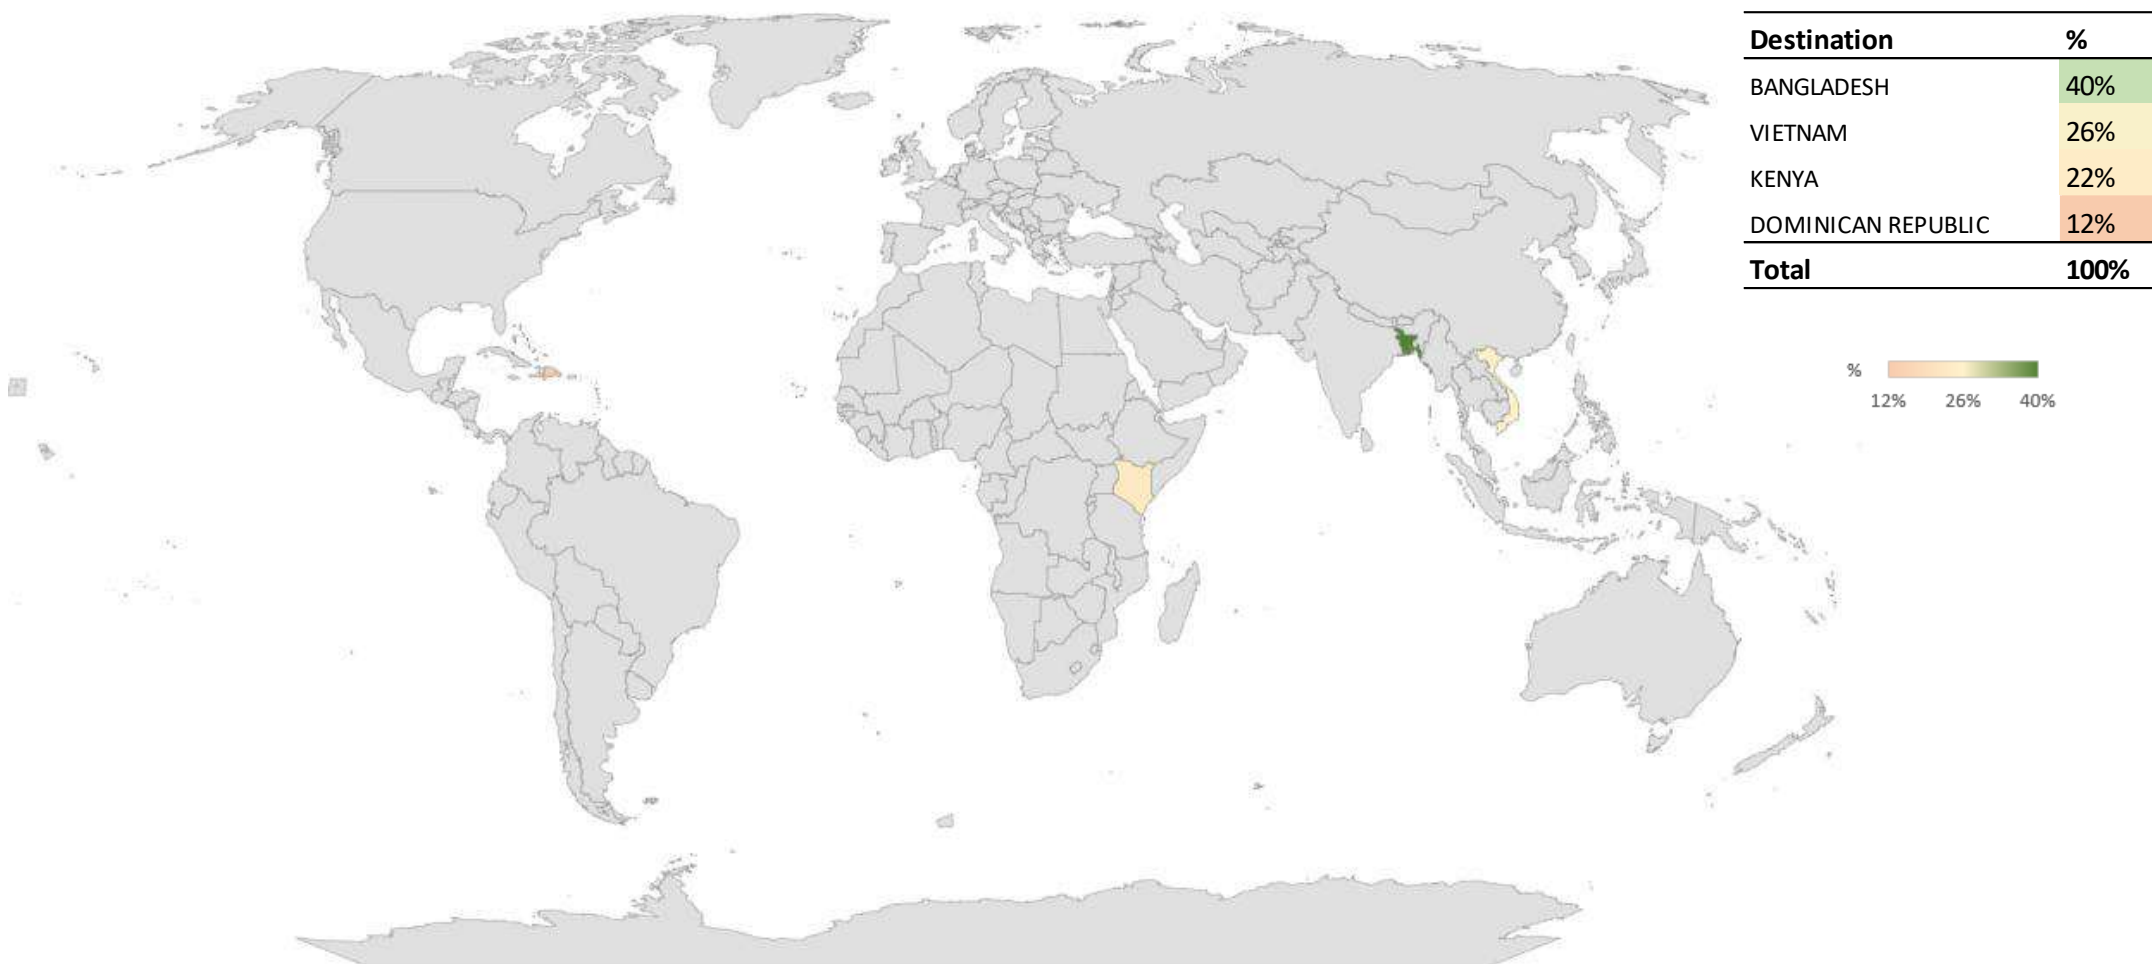 Destination %
BANGLADESH 40%
VIETNAM 26%
KENYA 22%
DOMINICAN REPUBLIC 12%
Total 100%
%
12% 26% 40%